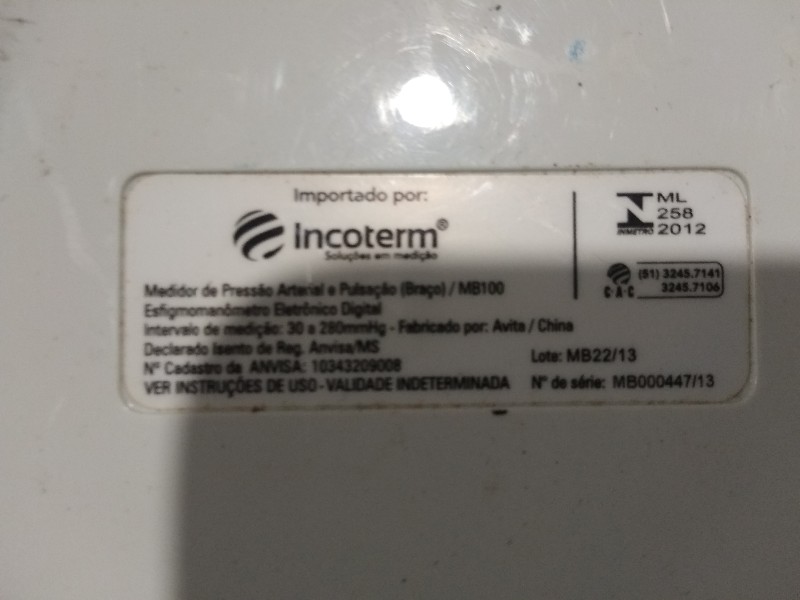 Importado por:
Incoterm®
Soluções em medição
Medidor de Pressão Arterial e Pulsação (Braço) / MB100
Esfigmomanômetro Eletrônico Digital
Intervalo de medição: 30 a 280mmHg - Fabricado por: Avita / China
Declarado Isento de Reg. Anvisa/MS
Nº Cadastro da ANVISA: 10343209008
VER INSTRUÇÕES DE USO - VALIDADE INDETERMINADA
ML
258
2012
INMETRO
CAC
(51) 3245.7141
3245.7106
Lote: MB22/13
Nº de série: MB000447/13